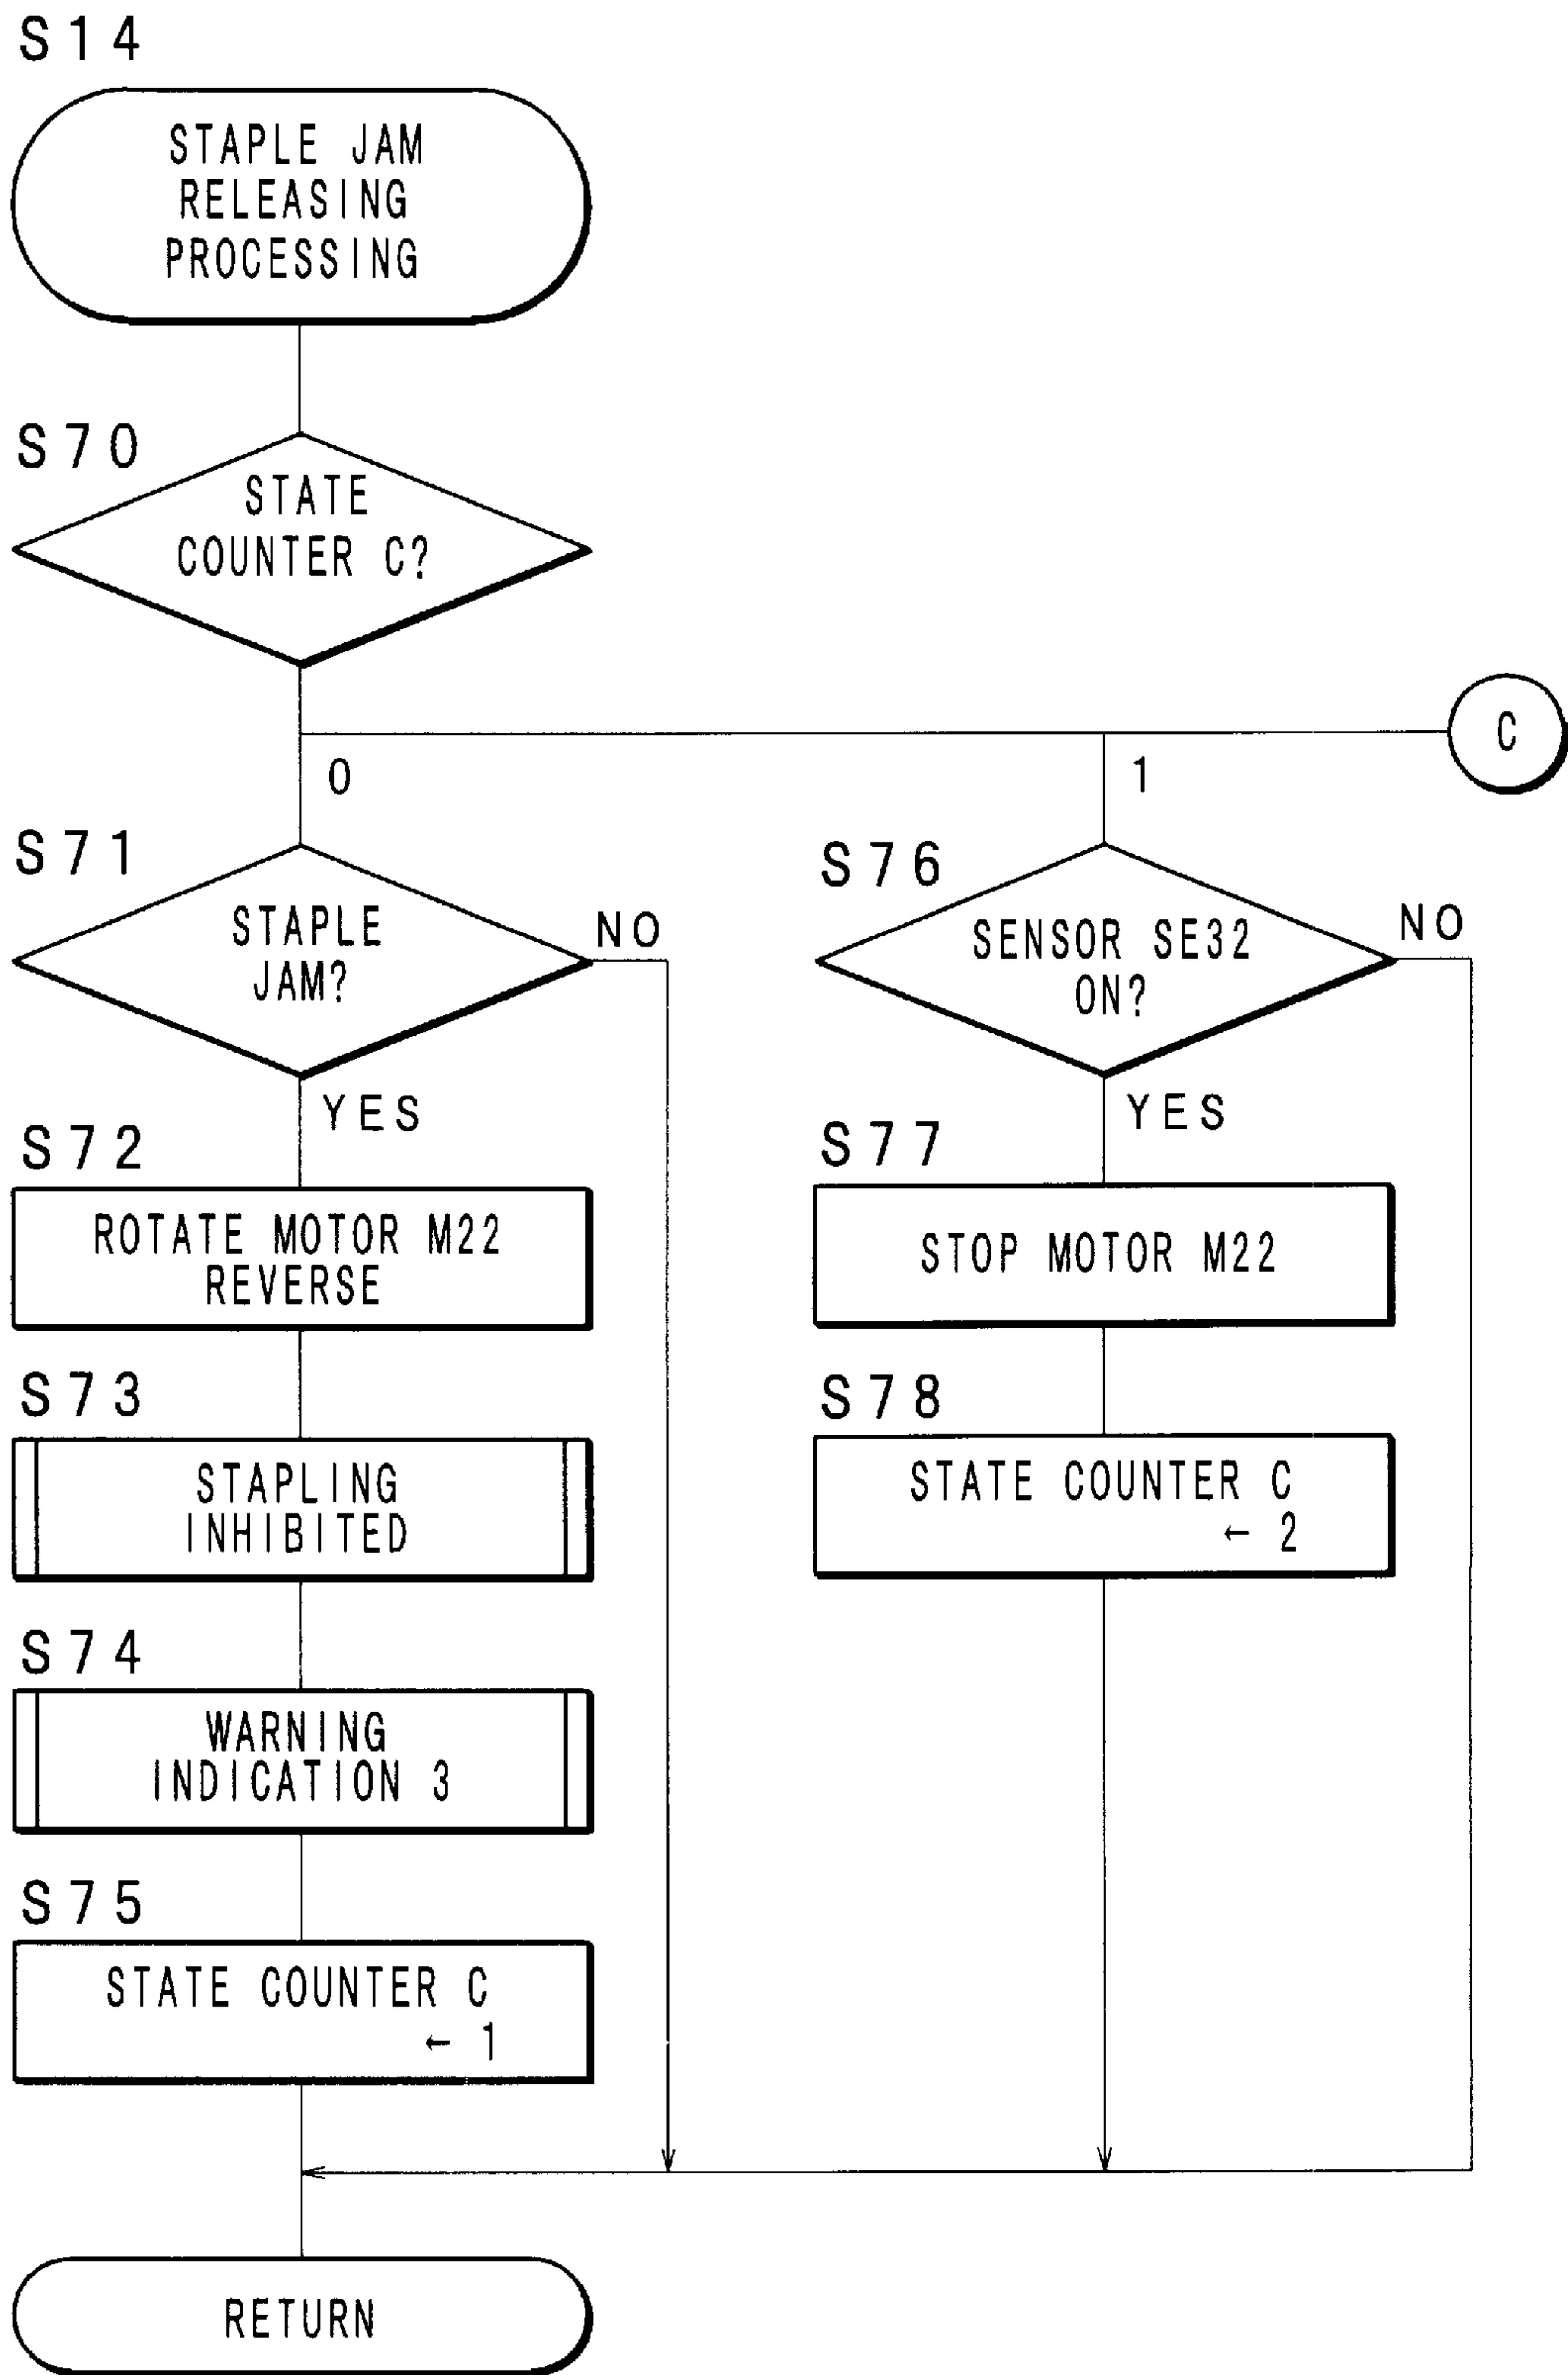 S14
STAPLE JAM
RELEASING
PROCESSING
S70
STATE
COUNTER C?
C
0
1
S71
STAPLE
JAM?
NO
YES
S72
ROTATE MOTOR M22
REVERSE
S73
STAPLING
INHIBITED
S74
WARNING
INDICATION 3
S75
STATE COUNTER C
← 1
S76
SENSOR SE32
ON?
NO
YES
S77
STOP MOTOR M22
S78
STATE COUNTER C
← 2
RETURN